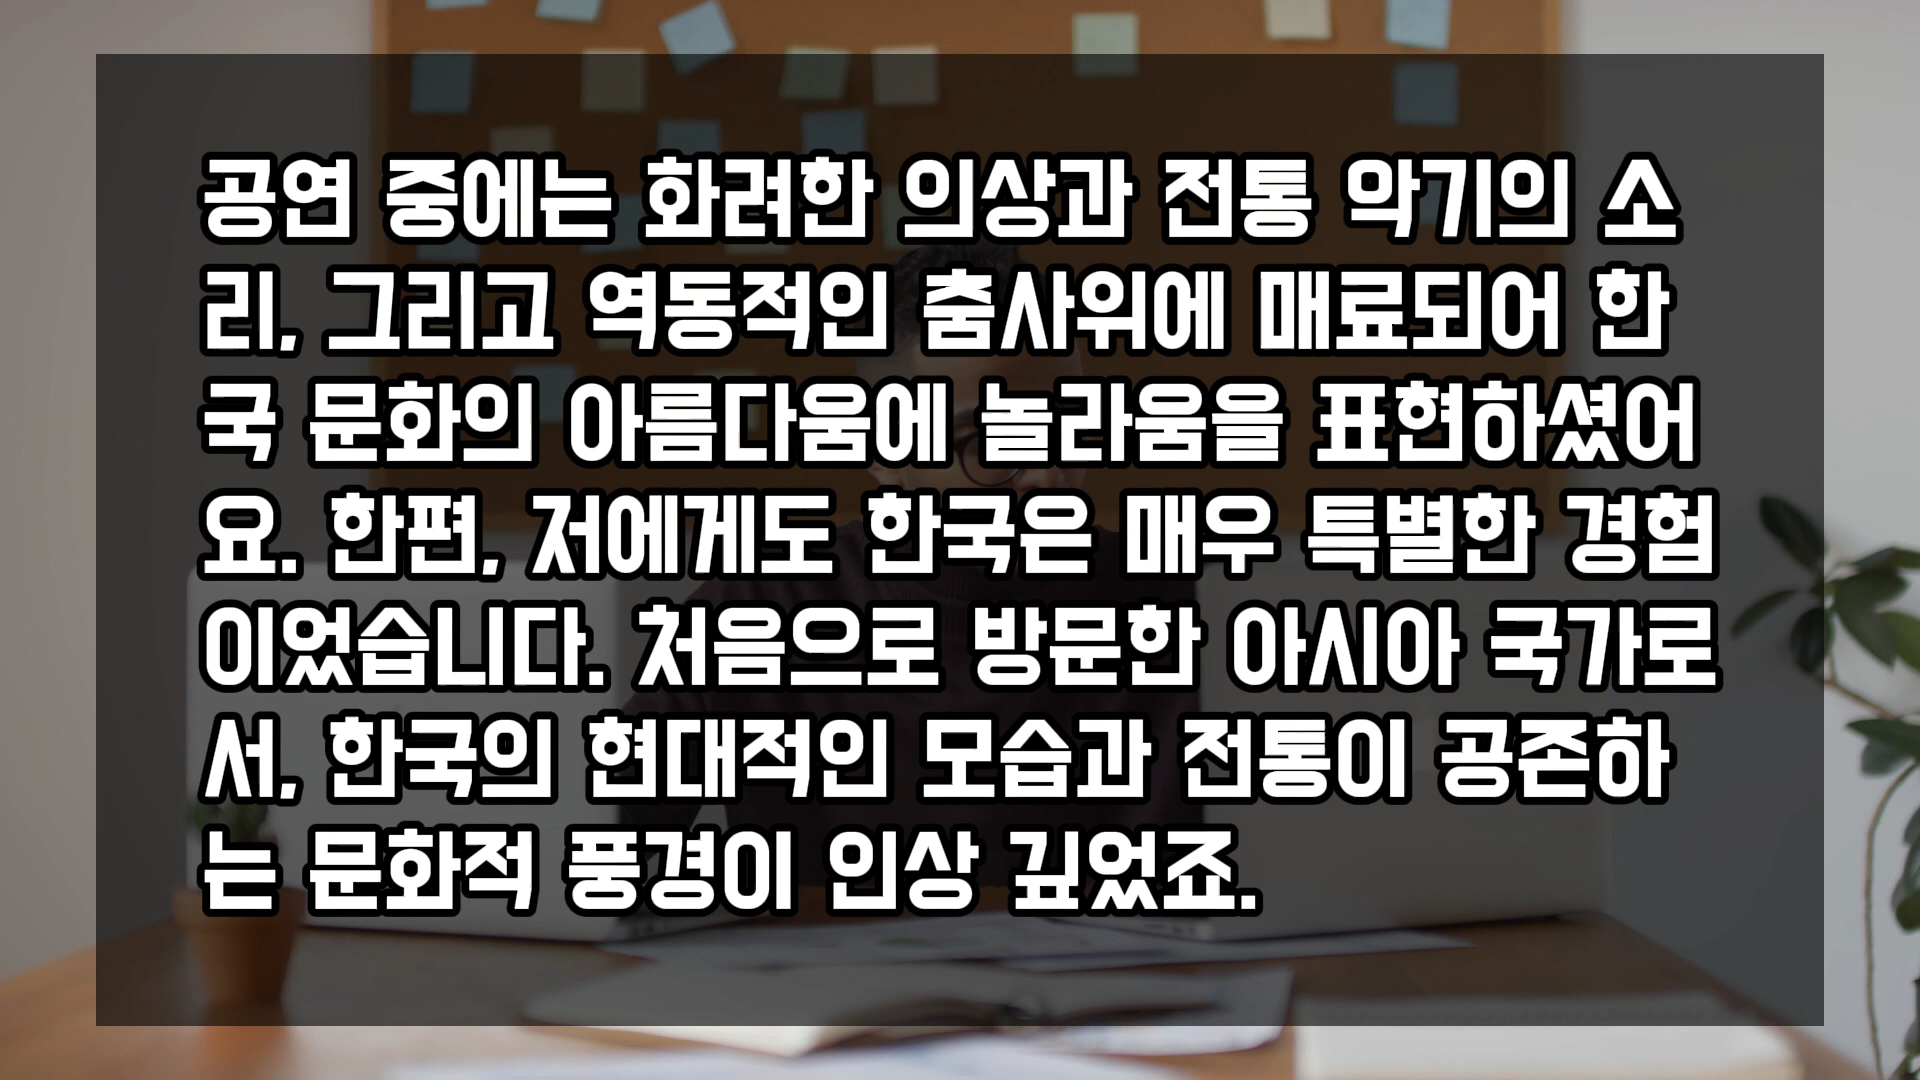 공연 중에는 화려한 의상과 전통 악기의 소
리, 그리고 역동적인 춤사위에 매료되어 한
국 문화의 아름다움에 놀라움을 표현하셨어
요. 한편, 저에게도 한국은 매우 특별한 경험
이었습니다. 처음으로 방문한 아시아 국가로
서, 한국의 현대적인 모습과 전통이 공존하
는 문화적 풍경이 인상 깊었죠.